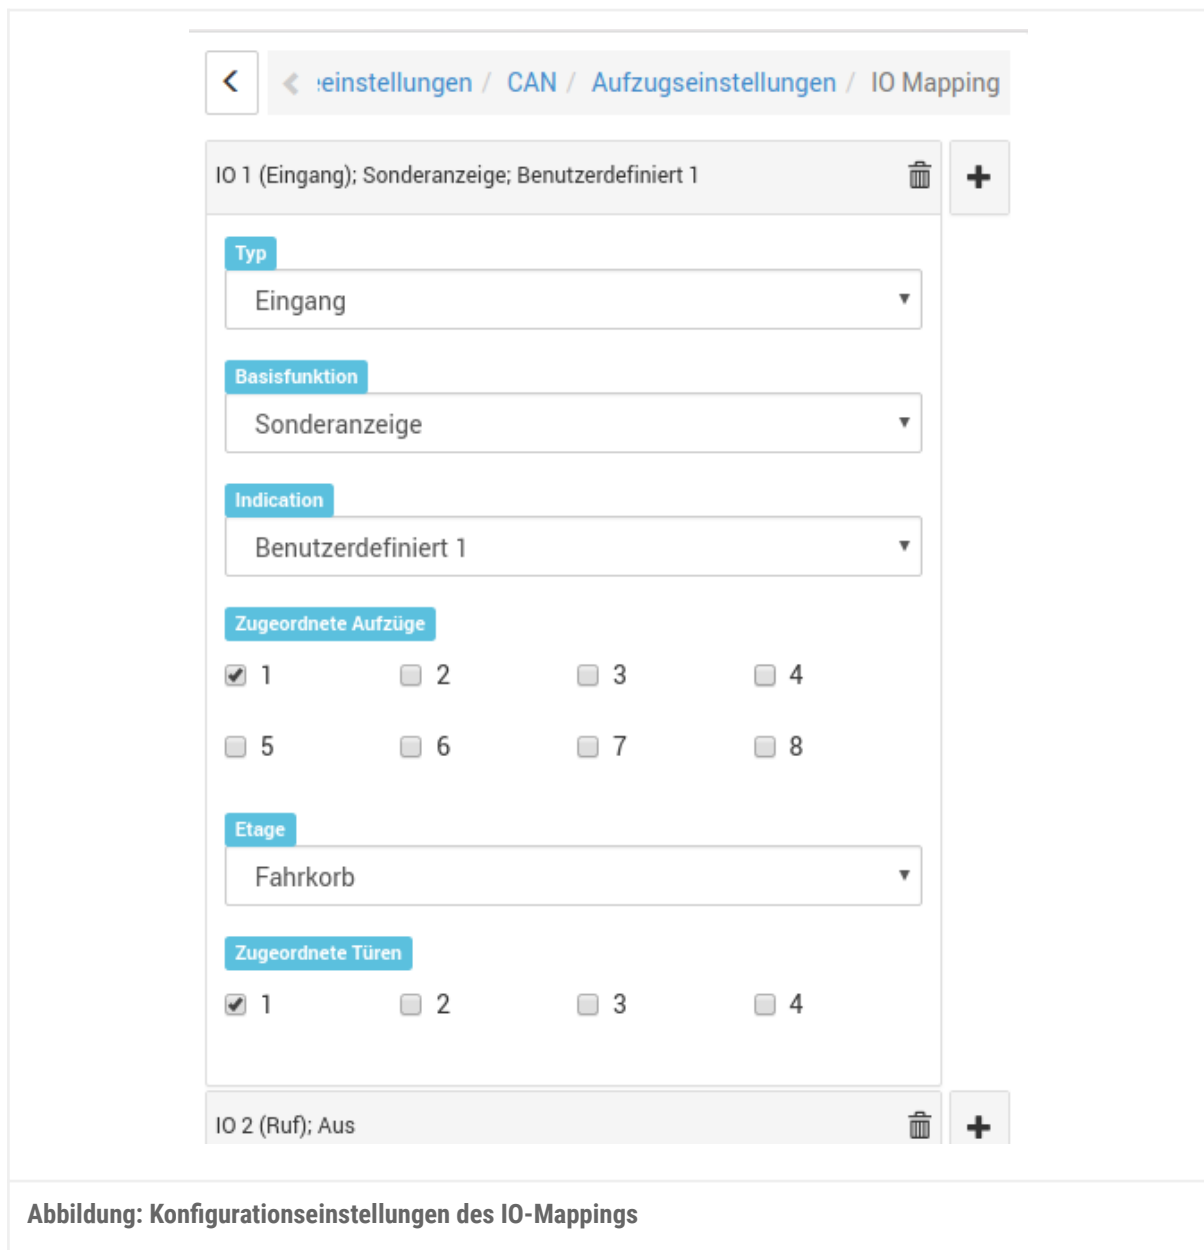 einstellungen / CAN / Aufzugseinstellungen / IO Mapping
IO 1 (Eingang); Sonderanzeige; Benutzerdefiniert 1
Typ
Eingang
Basisfunktion
Sonderanzeige
Indication
Benutzerdefiniert 1
Zugeordnete Aufzüge
1 2 3 4
5 6 7 8
Etage
Fahrkorb
Zugeordnete Türen
1 2 3 4
IO 2 (Ruf); Aus
Abbildung: Konfigurationseinstellungen des IO-Mappings